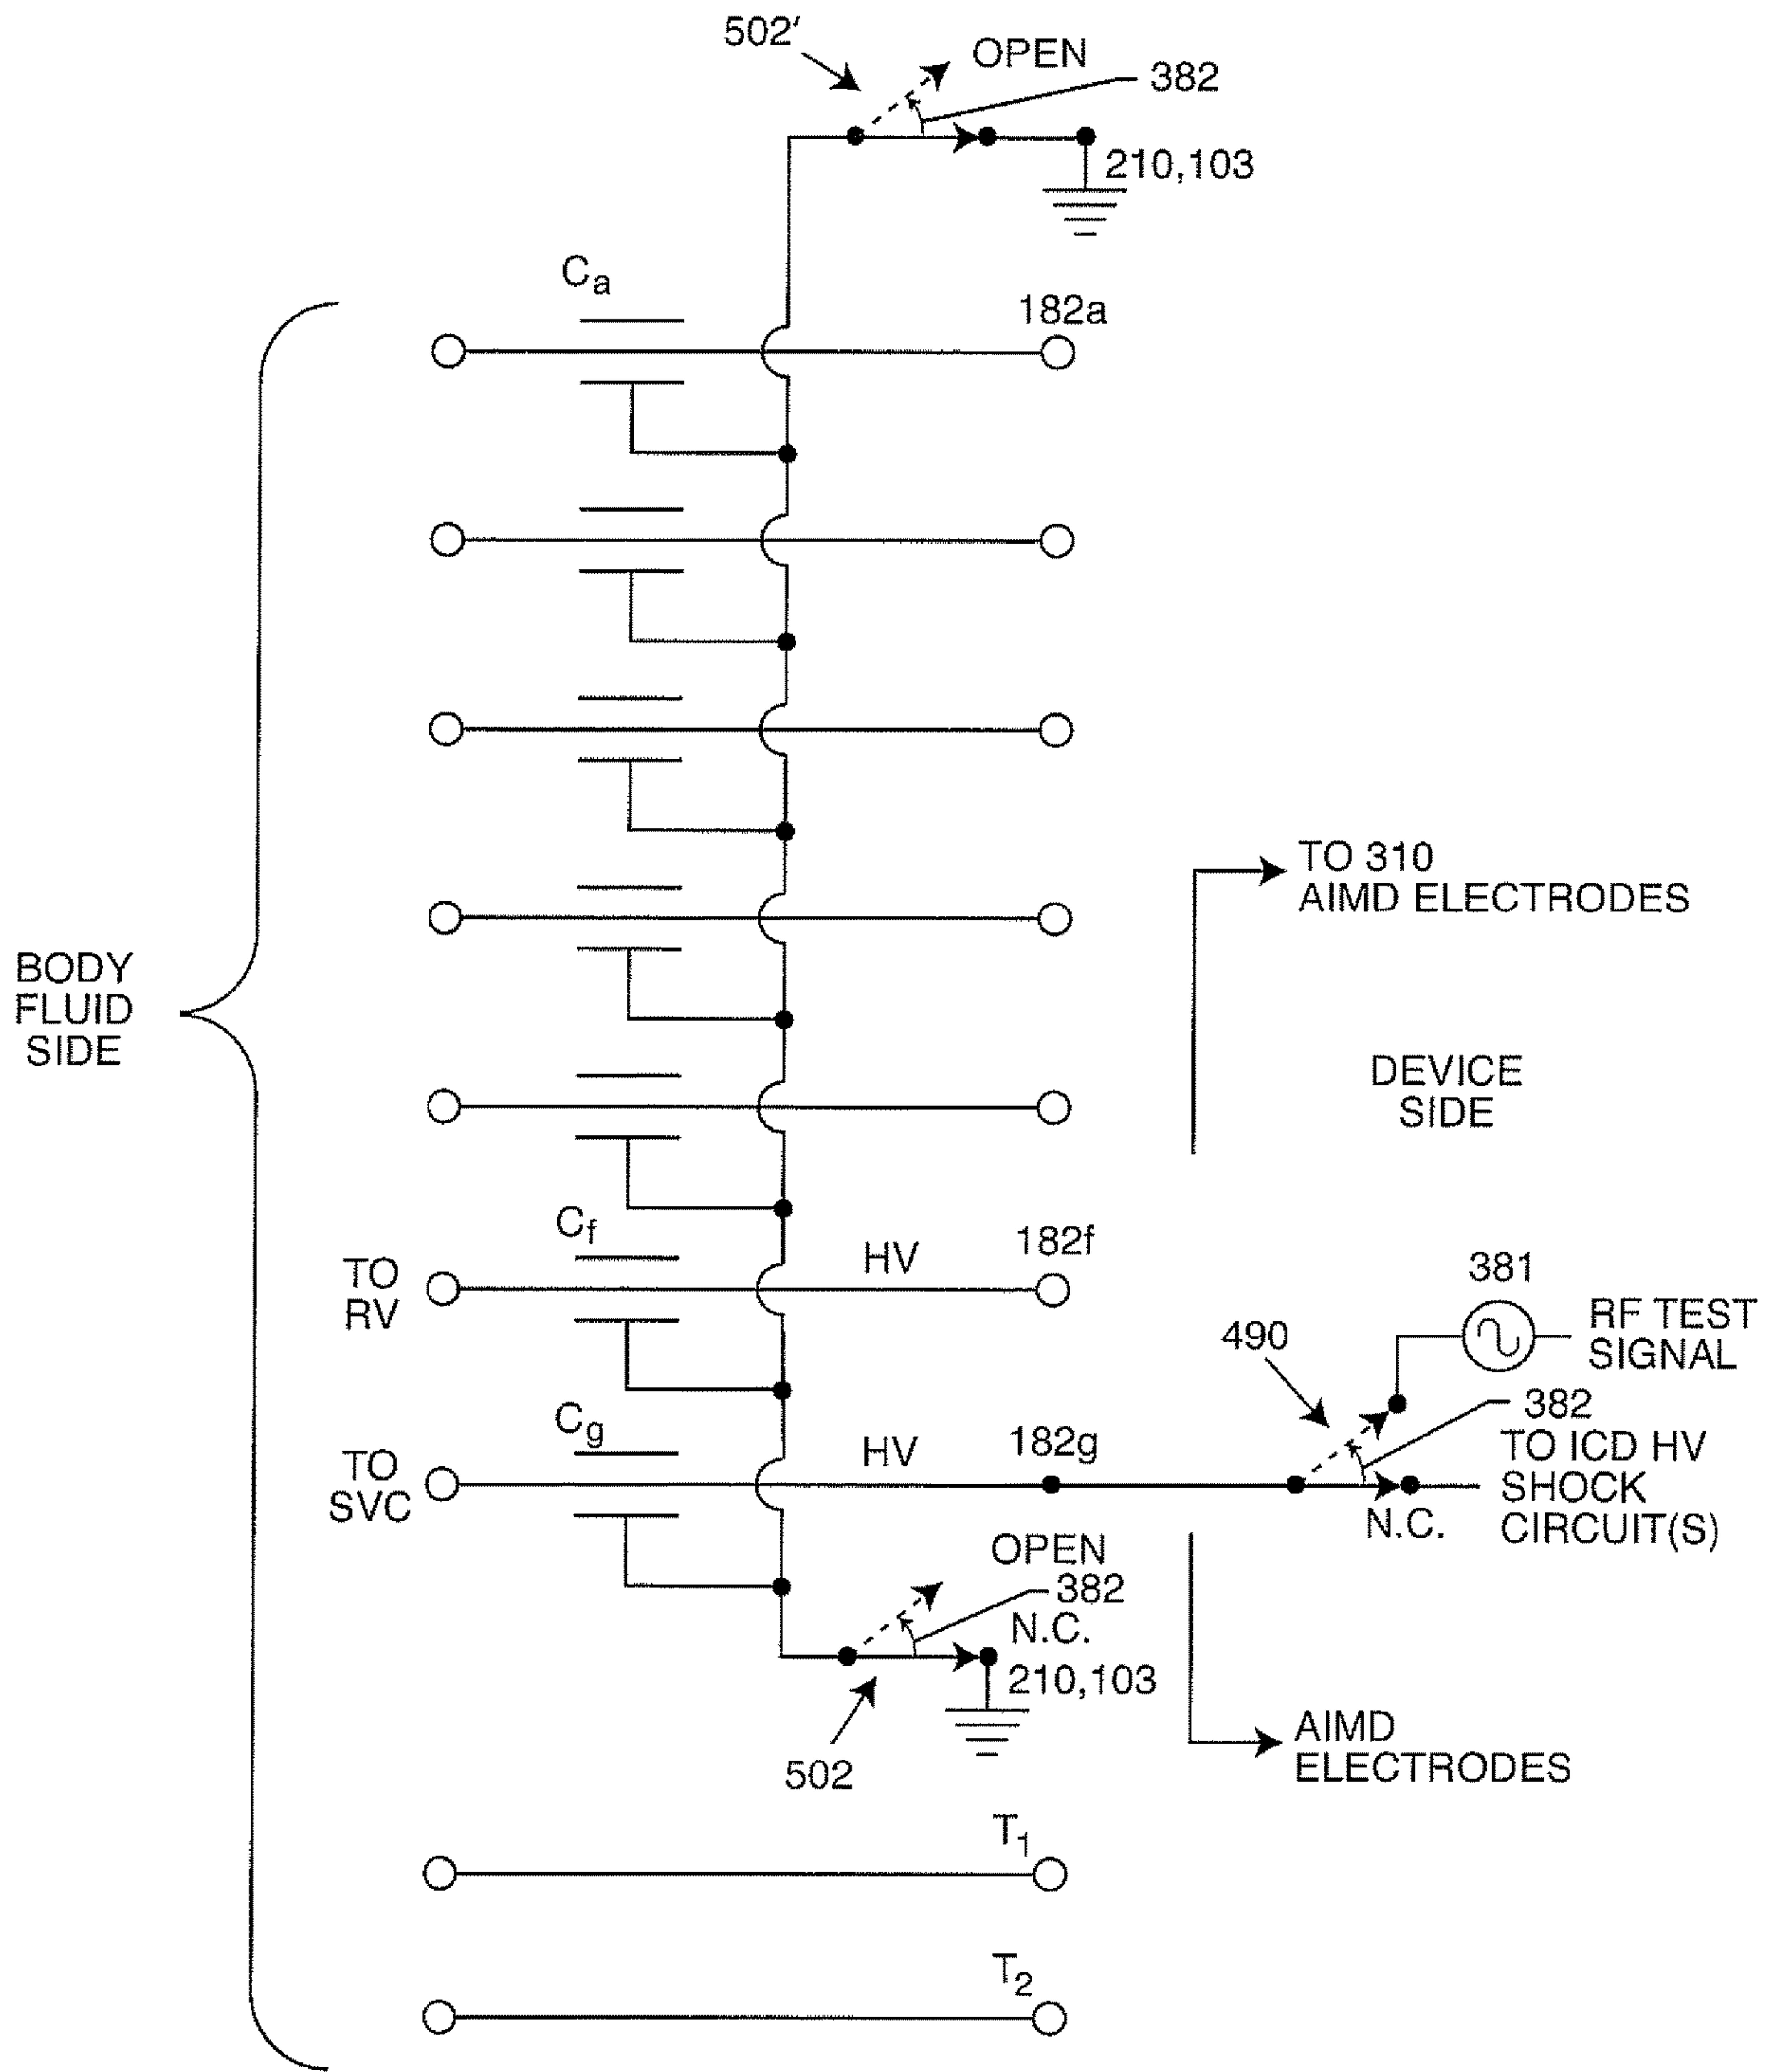 502'
OPEN
382
210,103
Ca
182a
TO 310
AIMD ELECTRODES
BODY
FLUID
SIDE
DEVICE
SIDE
Cf
HV
182f
TO
RV
381
RF TEST
SIGNAL
490
382
Cg
HV
182g
TO
SVC
TO ICD HV
SHOCK
CIRCUIT(S)
N.C.
OPEN
382
N.C.
210,103
502
AIMD
ELECTRODES
T1
T2